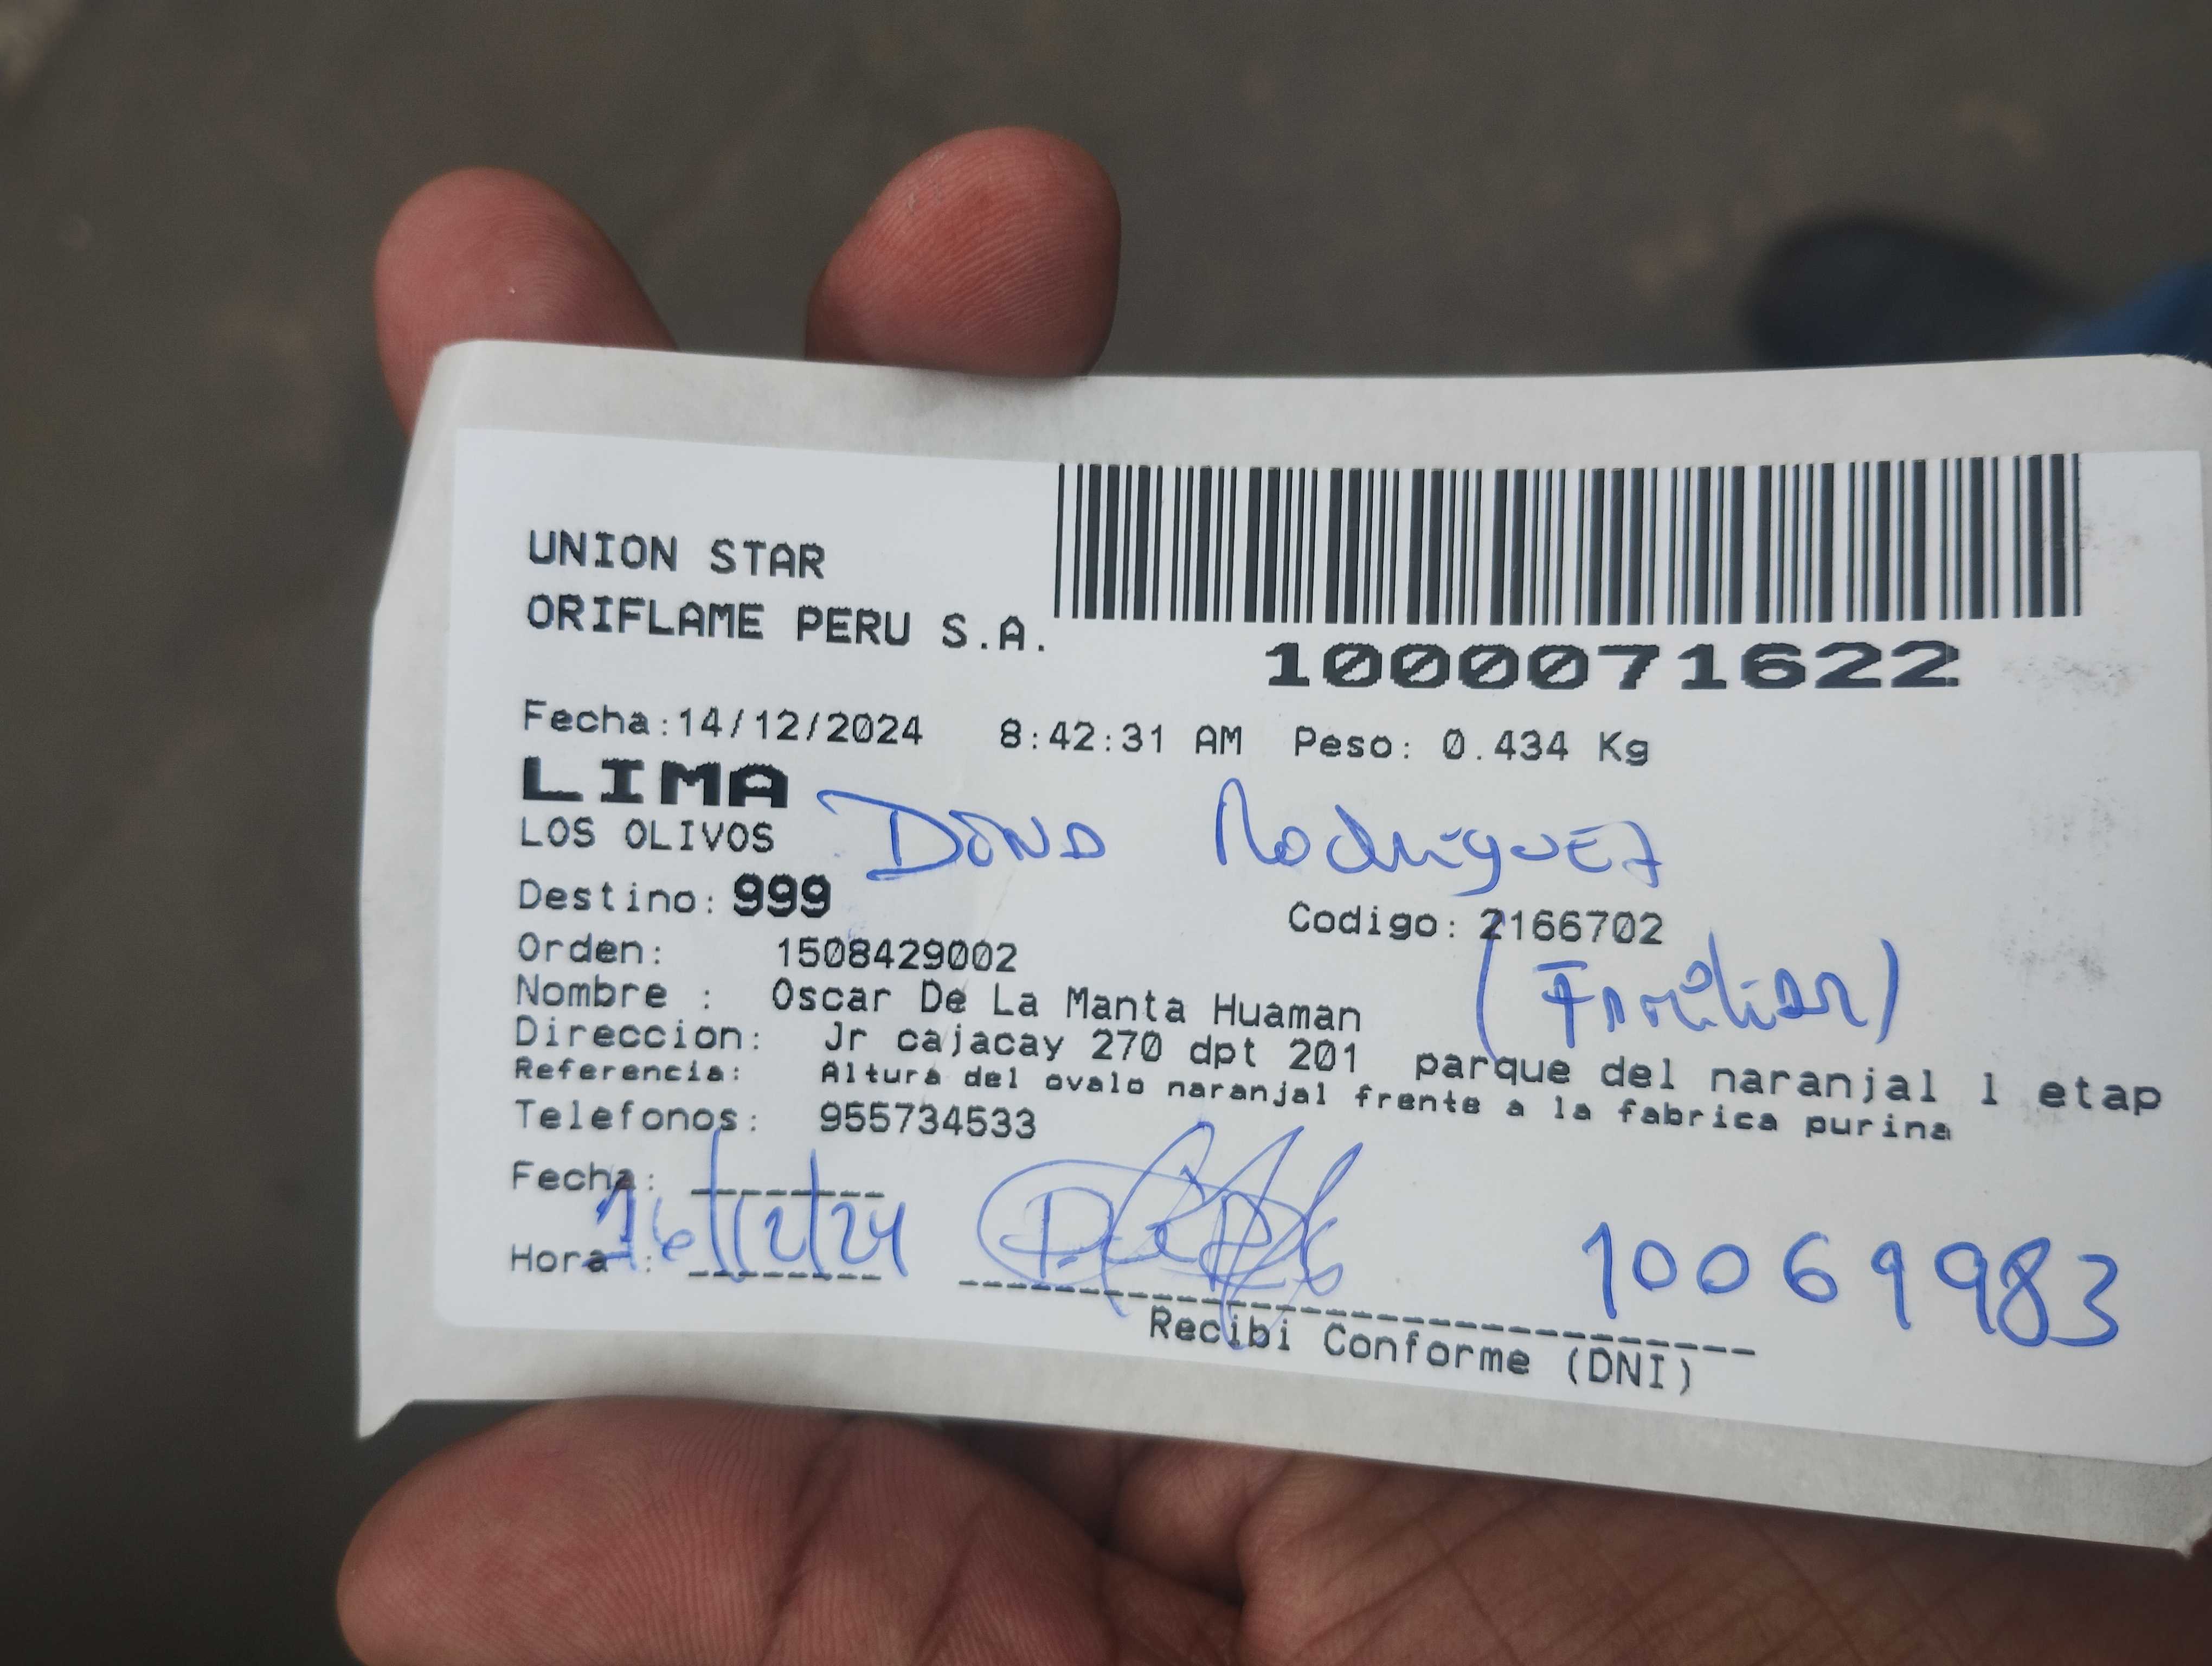 UNION STAR
ORIFLAME PERU S.A.
1000071622
Fecha:14/12/2024 8:42:31 AM Peso: 0.434 Kg
LIMA
LOS OLIVOS
Rodriguez
Destino: 999
Codigo: 2166702
Orden: 1508429002
(Familiar)
Nombre : Oscar De La Manta Huaman
Direccion: Jr cajacay 270 dpt 201 parque del naranjal 1 etap
Referencia: Altura del ovalo naranjal frente a la fabrica purina
Telefonos: 955734533
Fecha:
16/12/24
Hora :
10069983
Recibi Conforme (DNI)